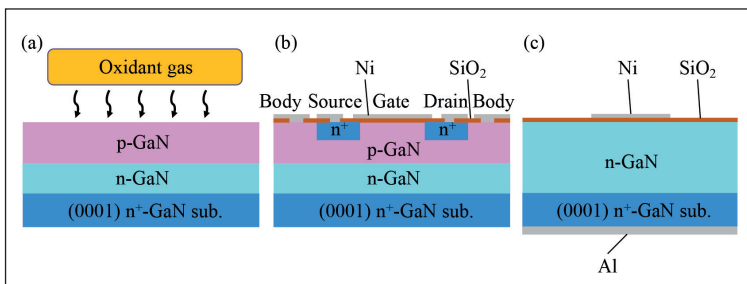 (a)
Oxidant gas
p-GaN
n-GaN
(0001) n⁺-GaN sub.
(b)
Ni
SiO₂
Body Source Gate Drain Body
n⁺ n⁺
p-GaN
n-GaN
(0001) n⁺-GaN sub.
(c)
Ni
SiO₂
n-GaN
(0001) n⁺-GaN sub.
Al